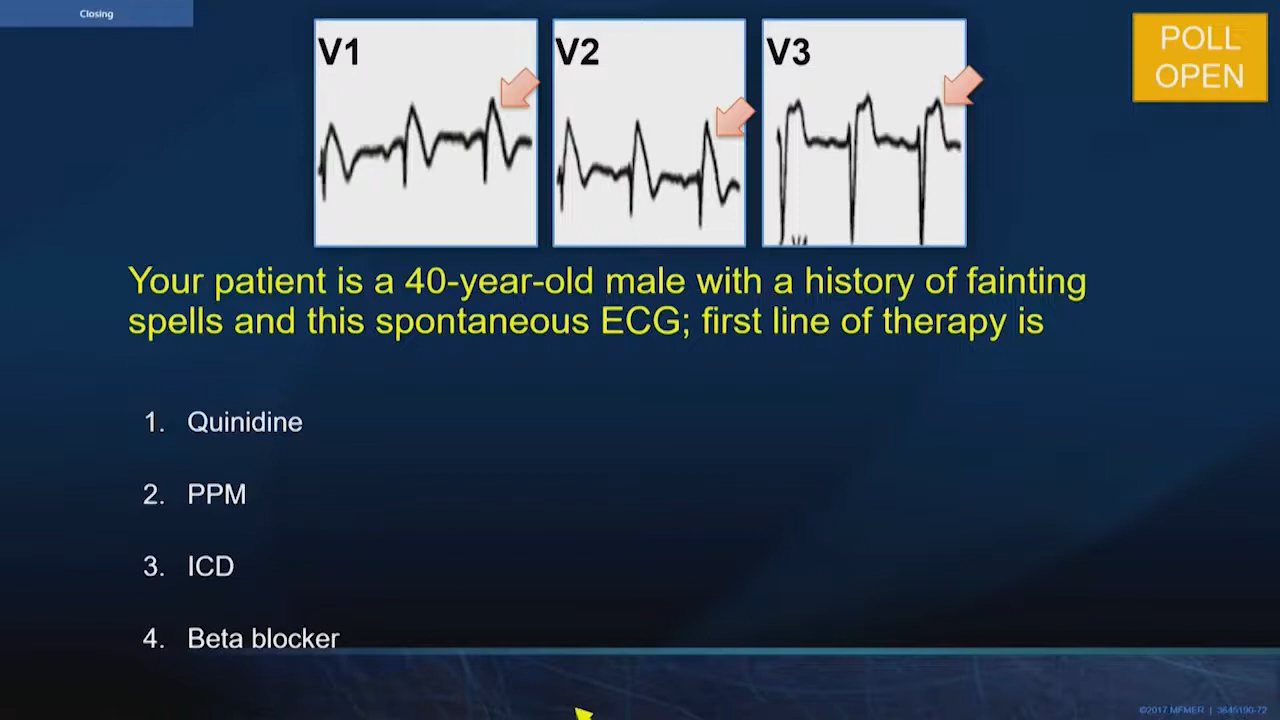 Closing
V1
V2
V3
POLL
OPEN
Your patient is a 40-year-old male with a history of fainting
spells and this spontaneous ECG; first line of therapy is
1. Quinidine
2. PPM
3. ICD
4. Beta blocker
©2017 MFMER | 3645190-72